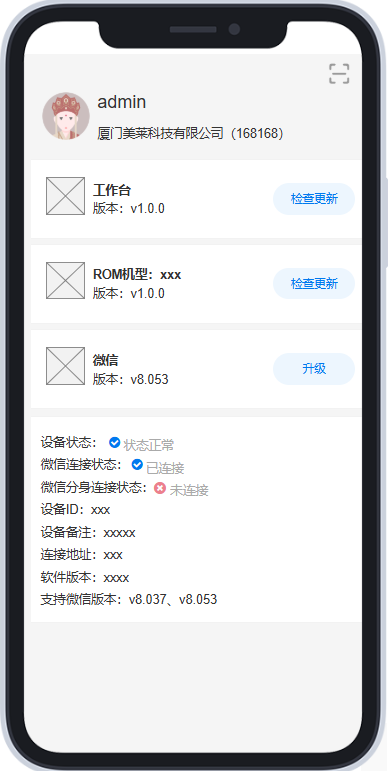 admin
厦门美莱科技有限公司（168168）
工作台
版本：v1.0.0
检查更新
ROM机型：xxx
版本：v1.0.0
检查更新
微信
版本：v8.053
升级
设备状态： 状态正常
微信连接状态： 已连接
微信分身连接状态： 未连接
设备ID：xxx
设备备注：xxxxx
连接地址：xxx
软件版本：xxxx
支持微信版本：v8.037、v8.053